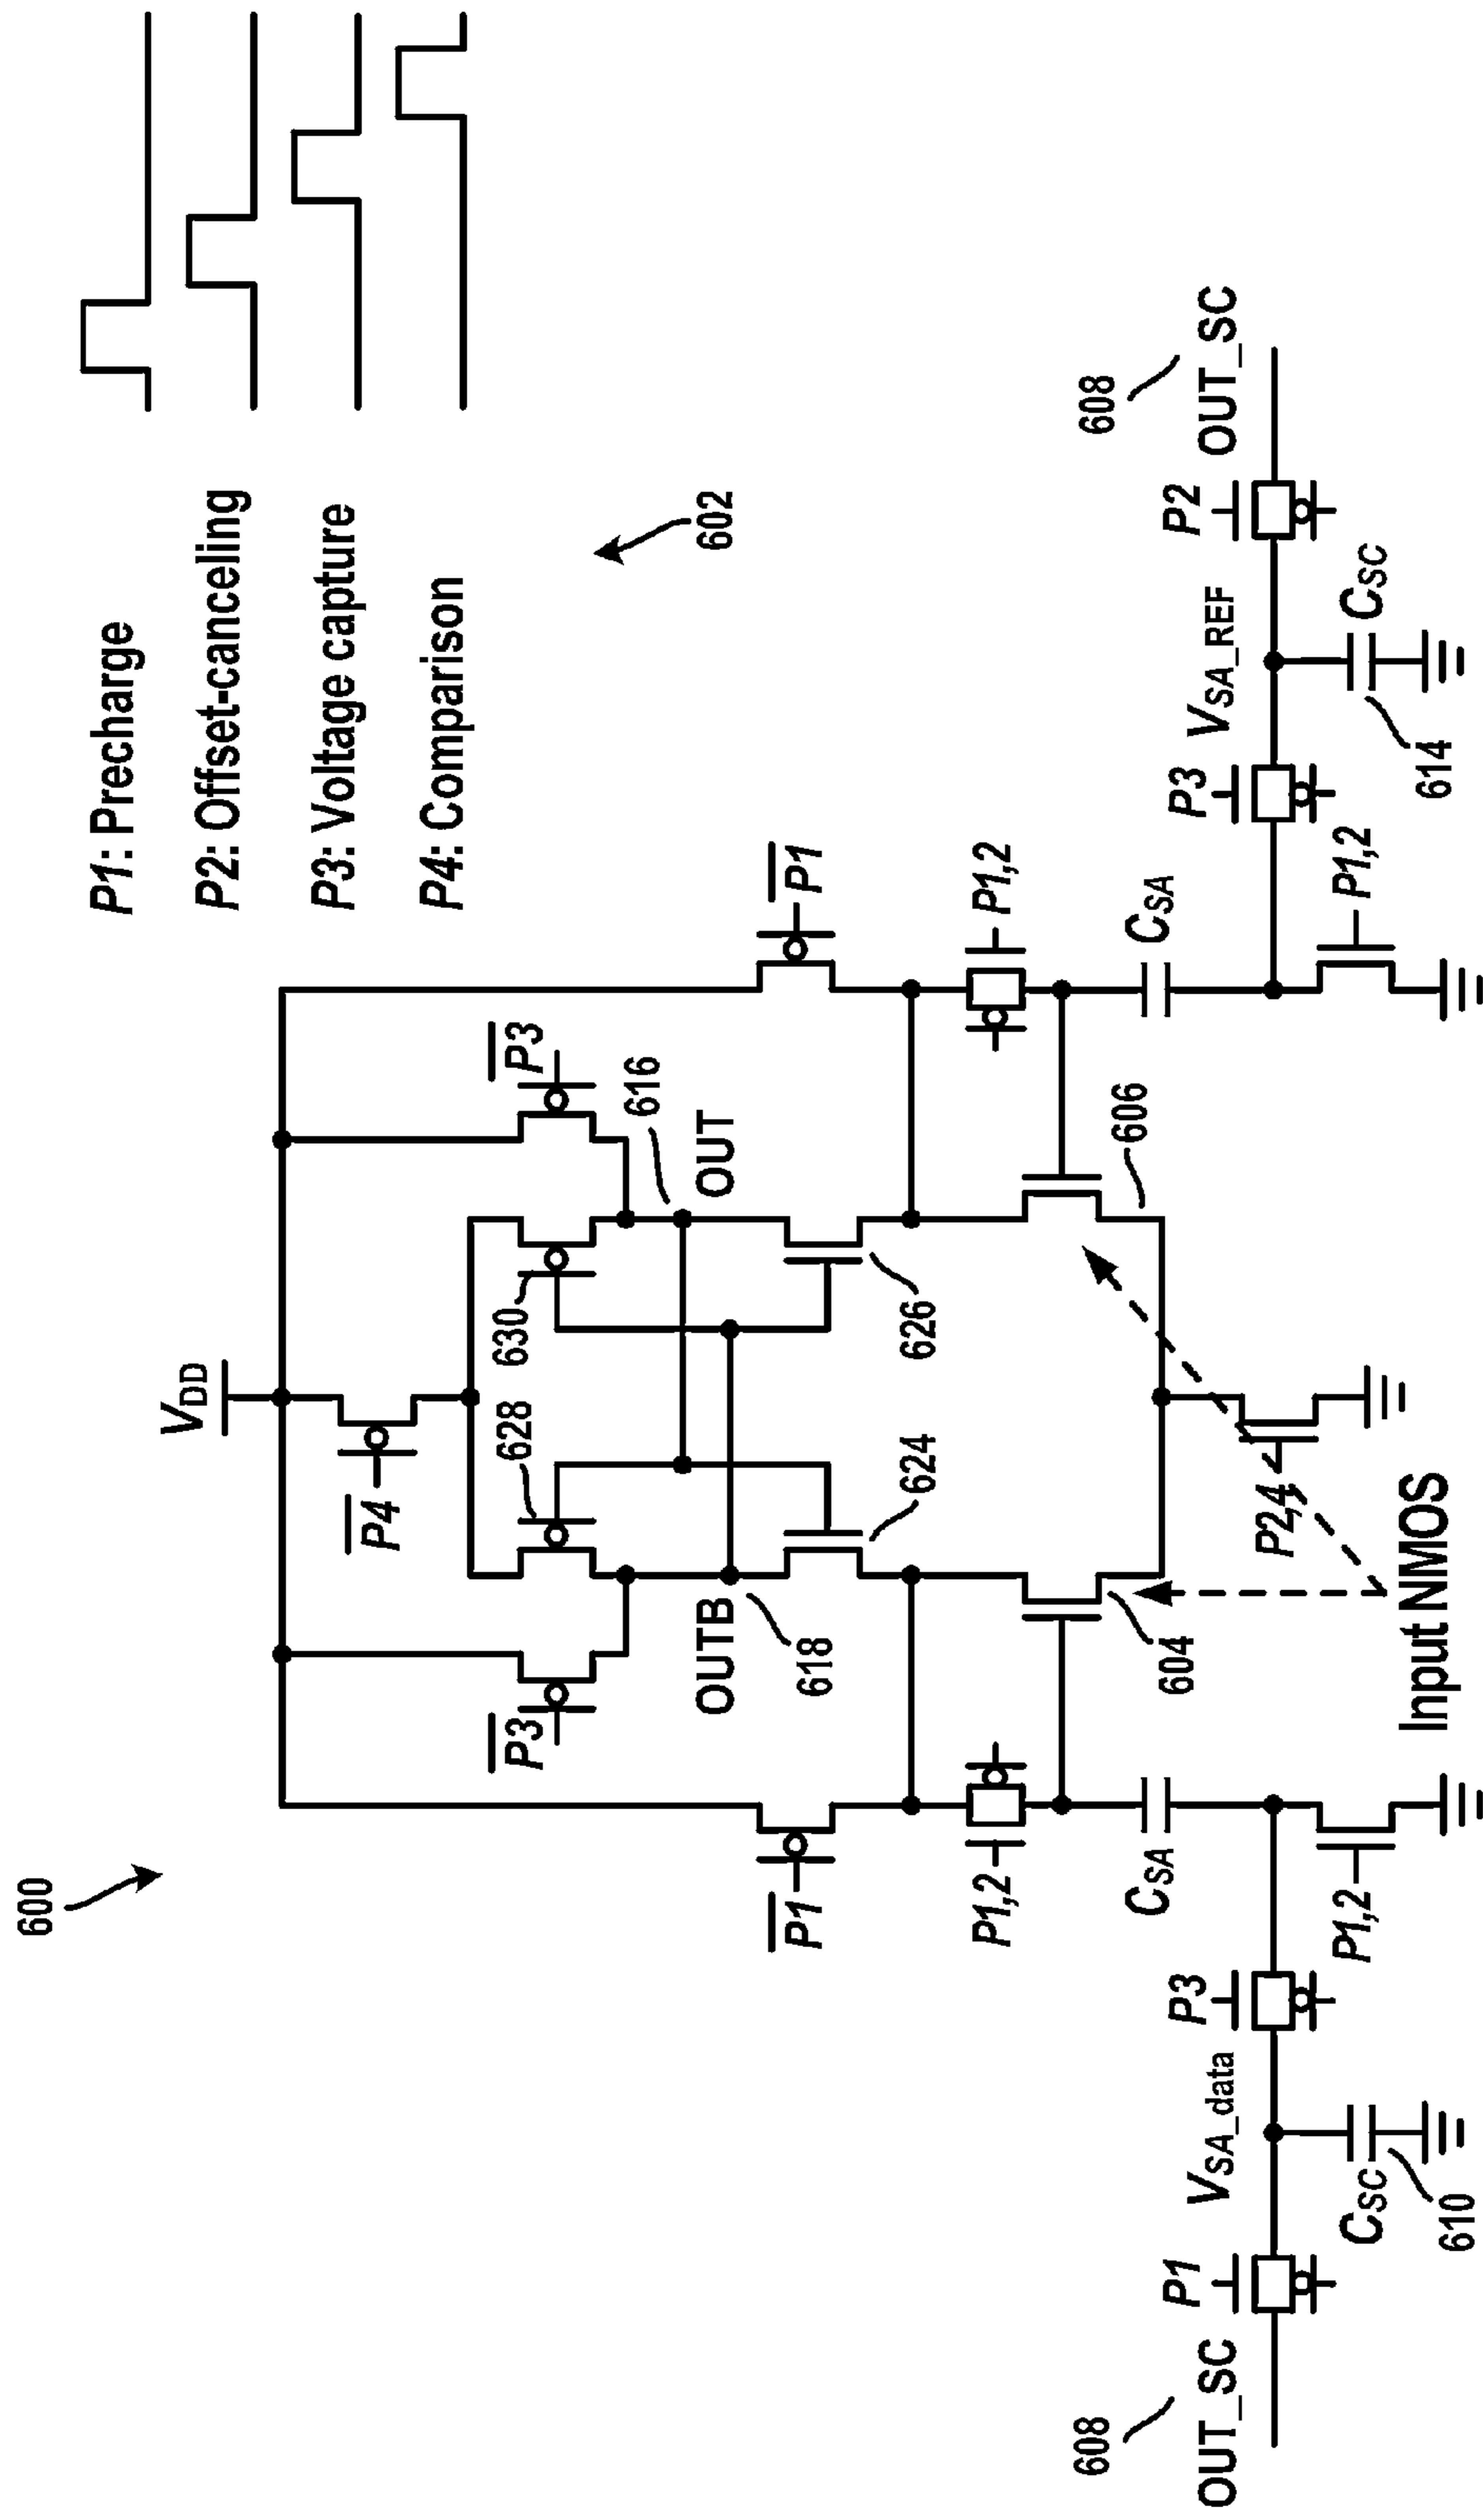 600
P1: Precharge
P2: Offset-canceling
P3: Voltage capture
P4: Comparison
602
VDD
P4
P3
628
630
P3
616
P1
OUTB
OUT
P1
618
624
626
P1,2
P1,2
CSA
604
606
CSA
608
OUT_SC
P1
VSA_data
P3
P2,4
P3
VSA_REF
P2
608
OUT_SC
CSC
610
P1,2
Input NMOS
P1,2
CSC
614